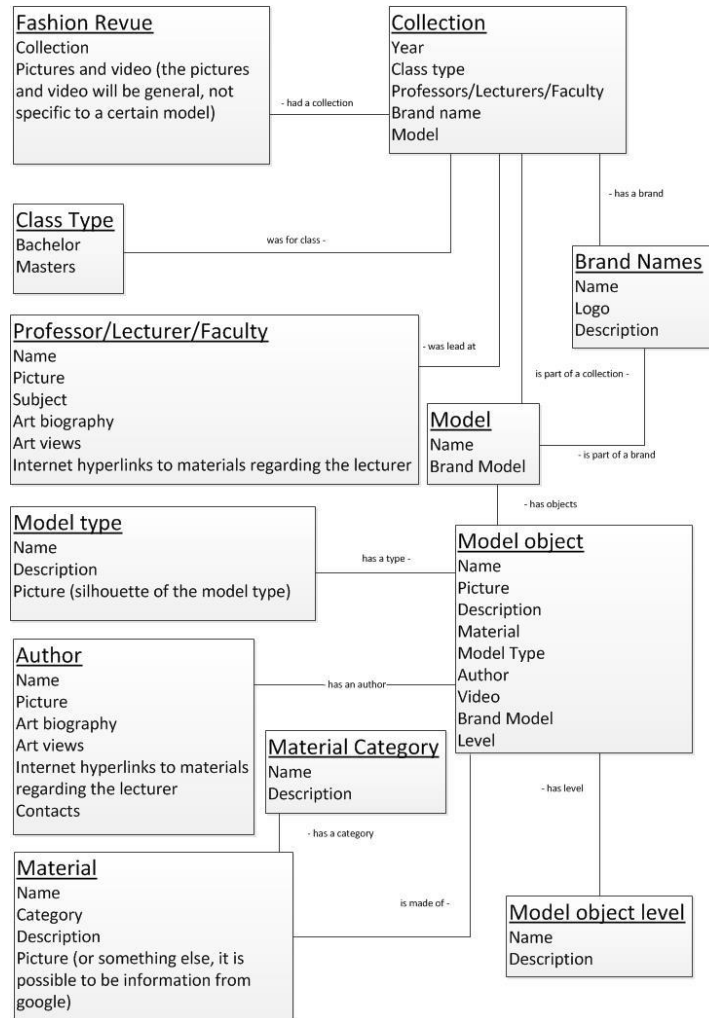 Fashion Revue
Collection
Pictures and video (the pictures
and video will be general, not
specific to a certain model)
Collection
Year
Class type
Professors/Lecturers/Faculty
Brand name
Model
- had a collection
- has a brand
Class Type
Bachelor
Masters
was for class -
Brand Names
Name
Logo
Description
Professor/Lecturer/Faculty
Name
Picture
Subject
Art biography
Art views
Internet hyperlinks to materials regarding the lecturer
- was lead at
is part of a collection -
Model
Name
Brand Model
- is part of a brand
- has objects
Model type
Name
Description
Picture (silhouette of the model type)
has a type -
Model object
Name
Picture
Description
Material
Model Type
Author
Video
Brand Model
Level
Author
Name
Picture
Art biography
Art views
Internet hyperlinks to materials
regarding the lecturer
Contacts
has an author
Material Category
Name
Description
- has a category
- has level
Material
Name
Category
Description
Picture (or something else, it is
possible to be information from
google)
is made of -
Model object level
Name
Description